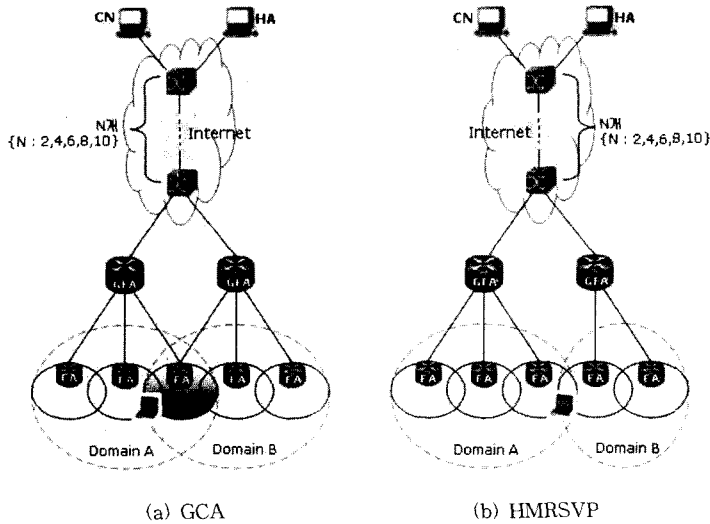 CN
HA
N개
{N : 2,4,6,8,10}
Internet
GFA
GFA
FA
FA
FA
FA
FA
Domain A
Domain B
(a) GCA
CN
HA
Internet
N개
{N : 2,4,6,8,10}
GFA
GFA
FA
FA
FA
FA
FA
Domain A
Domain B
(b) HMRSVP